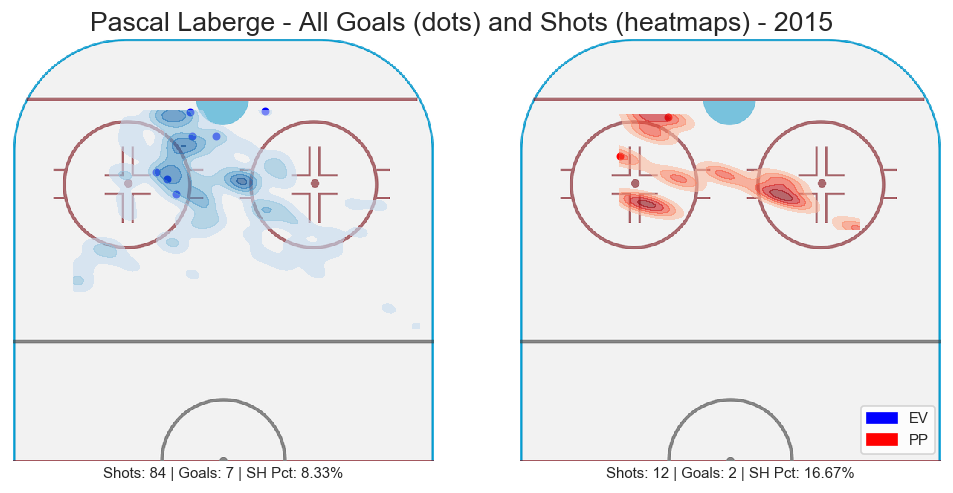 Pascal Laberge - All Goals (dots) and Shots (heatmaps) - 2015
EV
PP
Shots: 84 | Goals: 7 | SH Pct: 8.33%
Shots: 12 | Goals: 2 | SH Pct: 16.67%